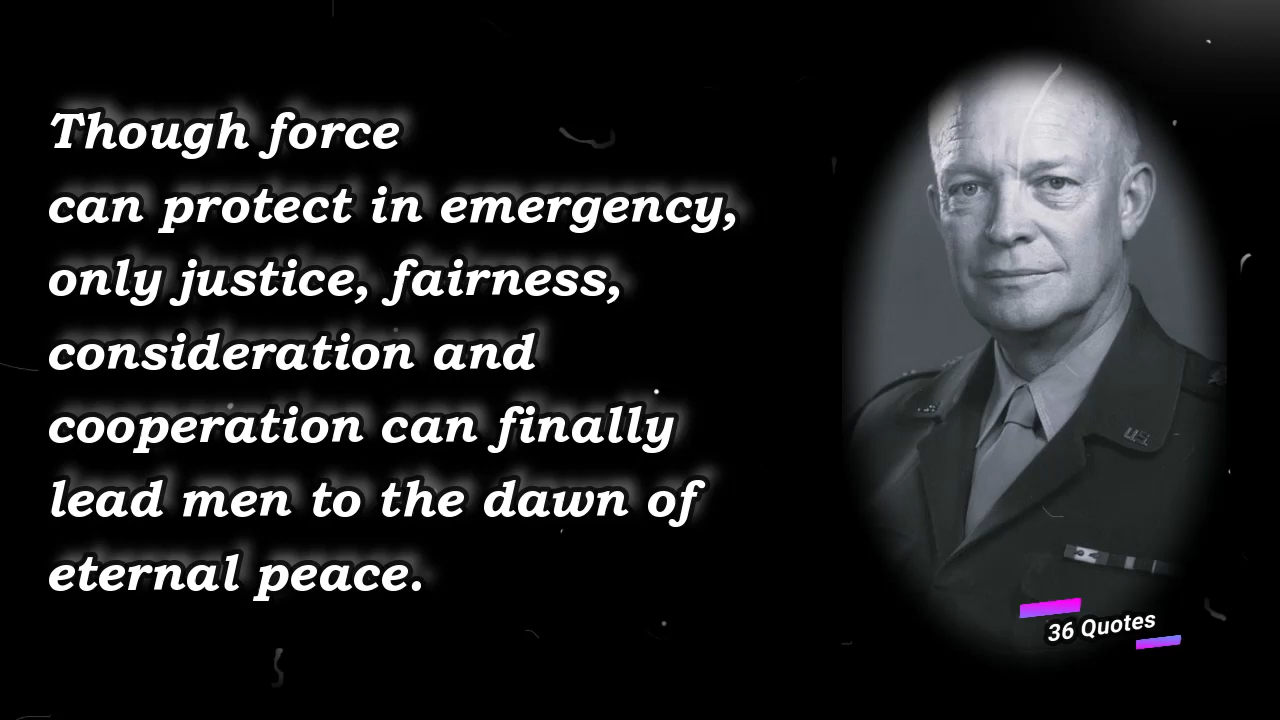 Though force
can protect in emergency,
only justice, fairness,
consideration and
cooperation can finally
lead men to the dawn of
eternal peace.
U.S.
36 Quotes